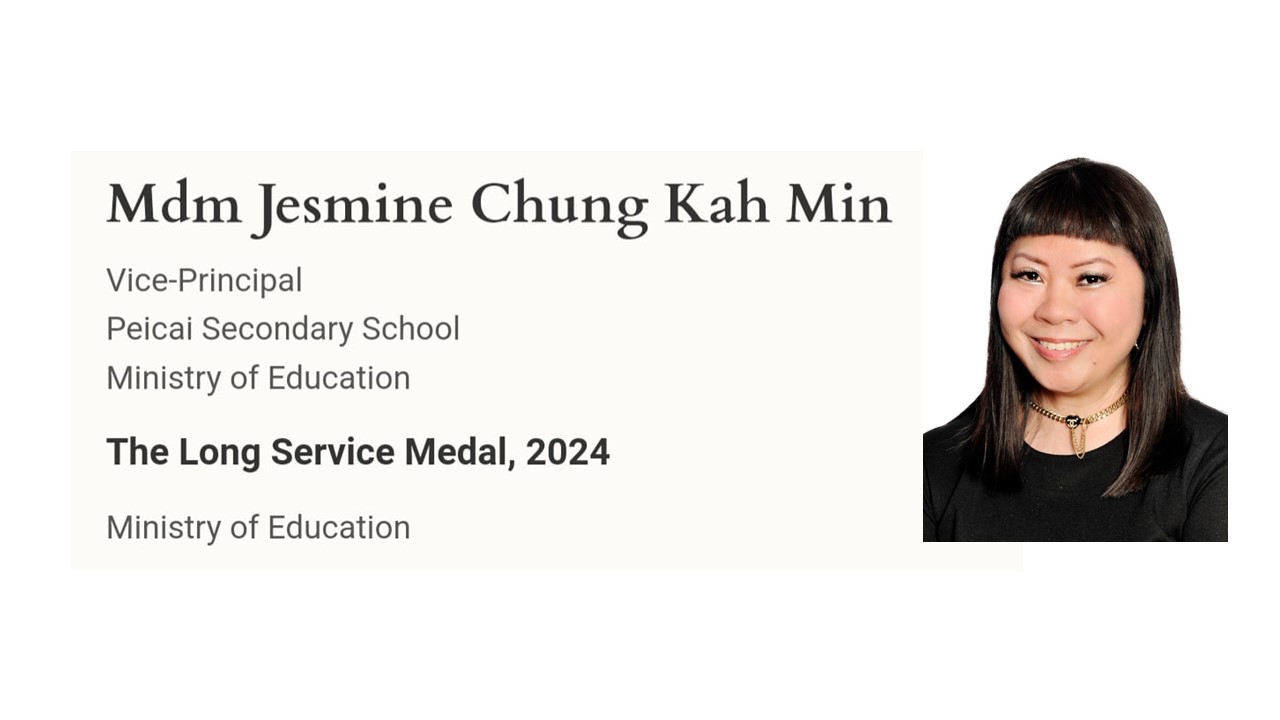 Mdm Jesmine Chung Kah Min
Vice-Principal
Peicai Secondary School
Ministry of Education
The Long Service Medal, 2024
Ministry of Education